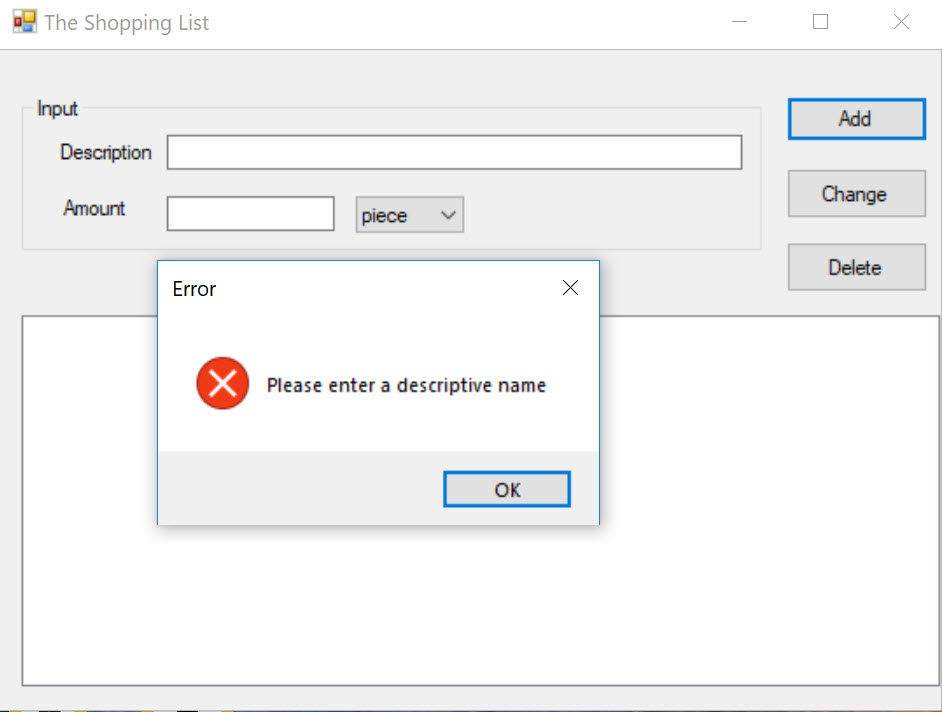 The Shopping List
Input
Description
Amount
piece
Add
Change
Delete
Error
Please enter a descriptive name
OK